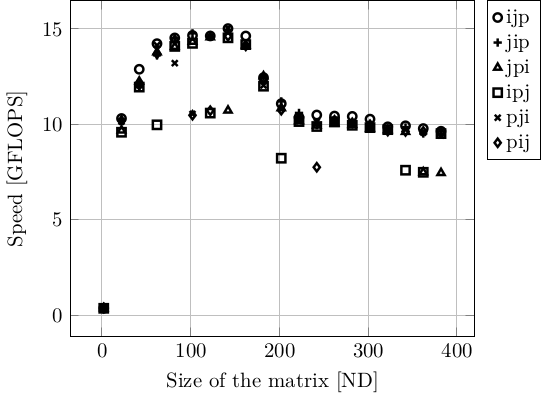 15
10
5
0
0
100
200
300
400
Speed [GFLOPS]
Size of the matrix [ND]
ijp
jip
jpi
ipj
pji
pij